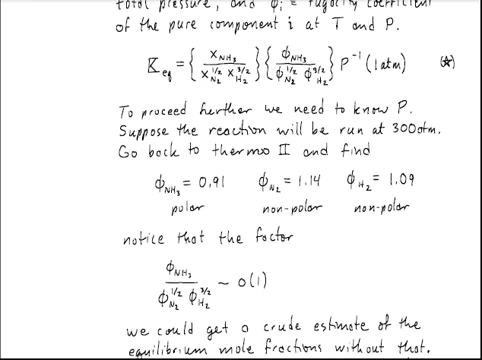 total pressure, and φi = fugacity coefficient
of the pure component i at T and P.
K_eq = { x_NH3 / x_N2^1/2 x_H2^3/2 } { φ_NH3 / φ_N2^1/2 φ_H2^3/2 } P^-1 (1 atm) (*)
To proceed further we need to know P.
Suppose the reaction will be run at 300 atm.
Go back to thermo II and find
φ_NH3 = 0.91 φ_N2 = 1.14 φ_H2 = 1.09
polar non-polar non-polar
notice that the factor
φ_NH3 / φ_N2^1/2 φ_H2^3/2 ~ O(1)
we could get a crude estimate of the
equilibrium mole fractions without that.